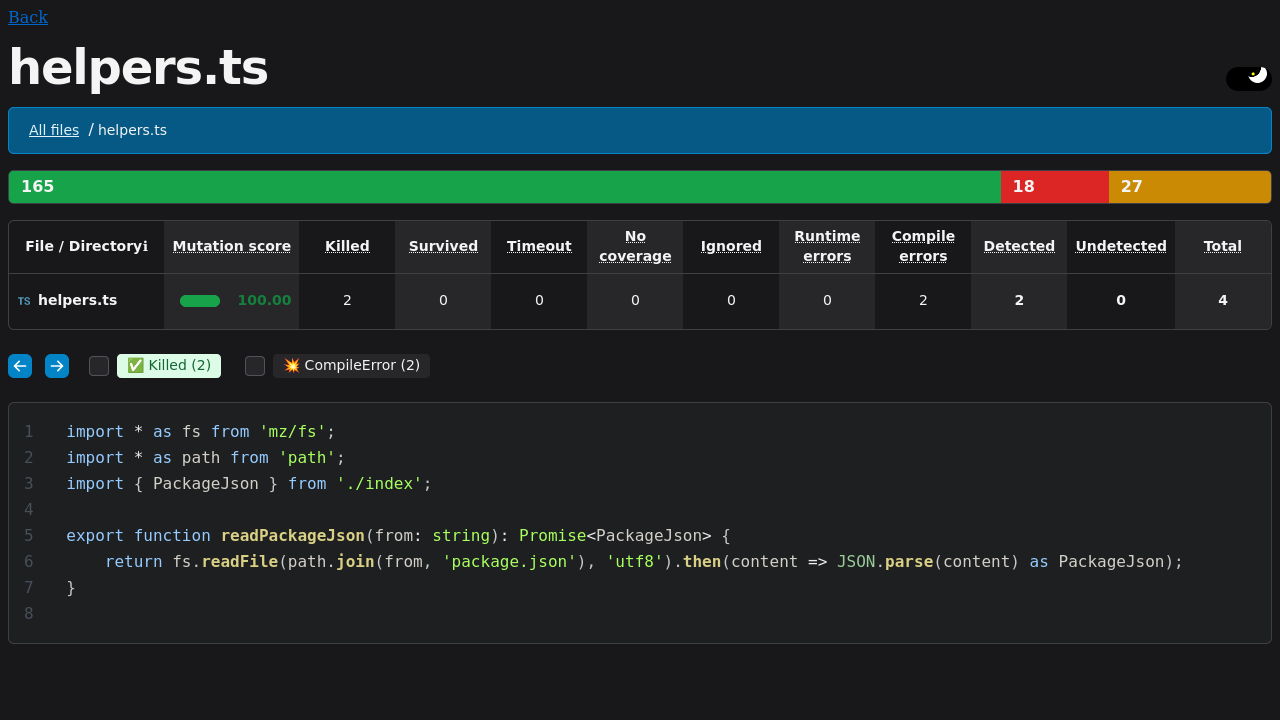 Back
helpers.ts
All files / helpers.ts
165 18 27
File / Directoryℹ Mutation score Killed Survived Timeout No coverage Ignored Runtime errors Compile errors Detected Undetected Total
TS helpers.ts 100.00 2 0 0 0 0 0 2 2 0 4
← → ✅ Killed (2) 💥 CompileError (2)
1 import * as fs from 'mz/fs';
2 import * as path from 'path';
3 import { PackageJson } from './index';
4
5 export function readPackageJson(from: string): Promise<PackageJson> {
6     return fs.readFile(path.join(from, 'package.json'), 'utf8').then(content => JSON.parse(content) as PackageJson);
7 }
8